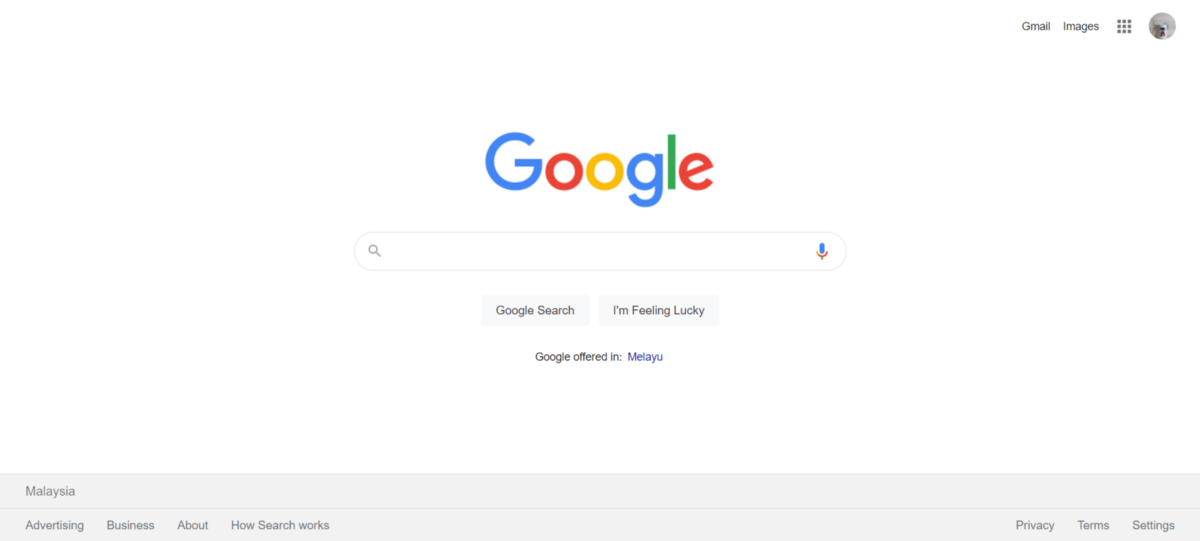 Gmail Images
Google
Google Search I'm Feeling Lucky
Google offered in: Melayu
Malaysia
Advertising Business About How Search works Privacy Terms Settings